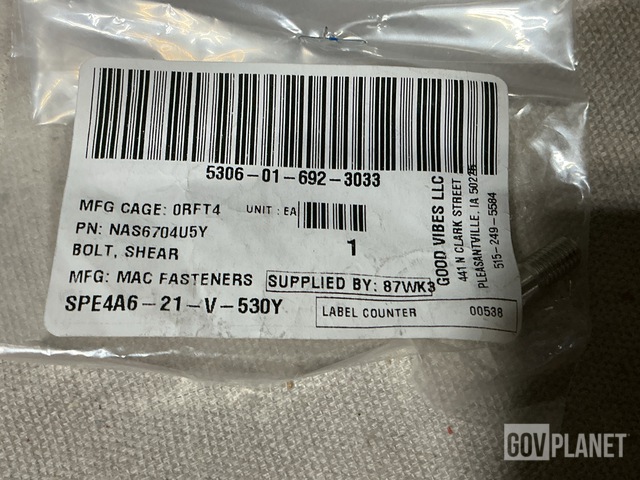 5306-01-692-3033
MFG CAGE: 0RFT4
UNIT: EA
1
PN: NAS6704U5Y
BOLT, SHEAR
MFG: MAC FASTENERS
SUPPLIED BY: 87WK3
SPE4A6-21-V-530Y
LABEL COUNTER 00538
GOOD VIBES LLC
441 N CLARK STREET
PLEASANTVILLE, IA 50225
515-249-5584
GOVPLANET